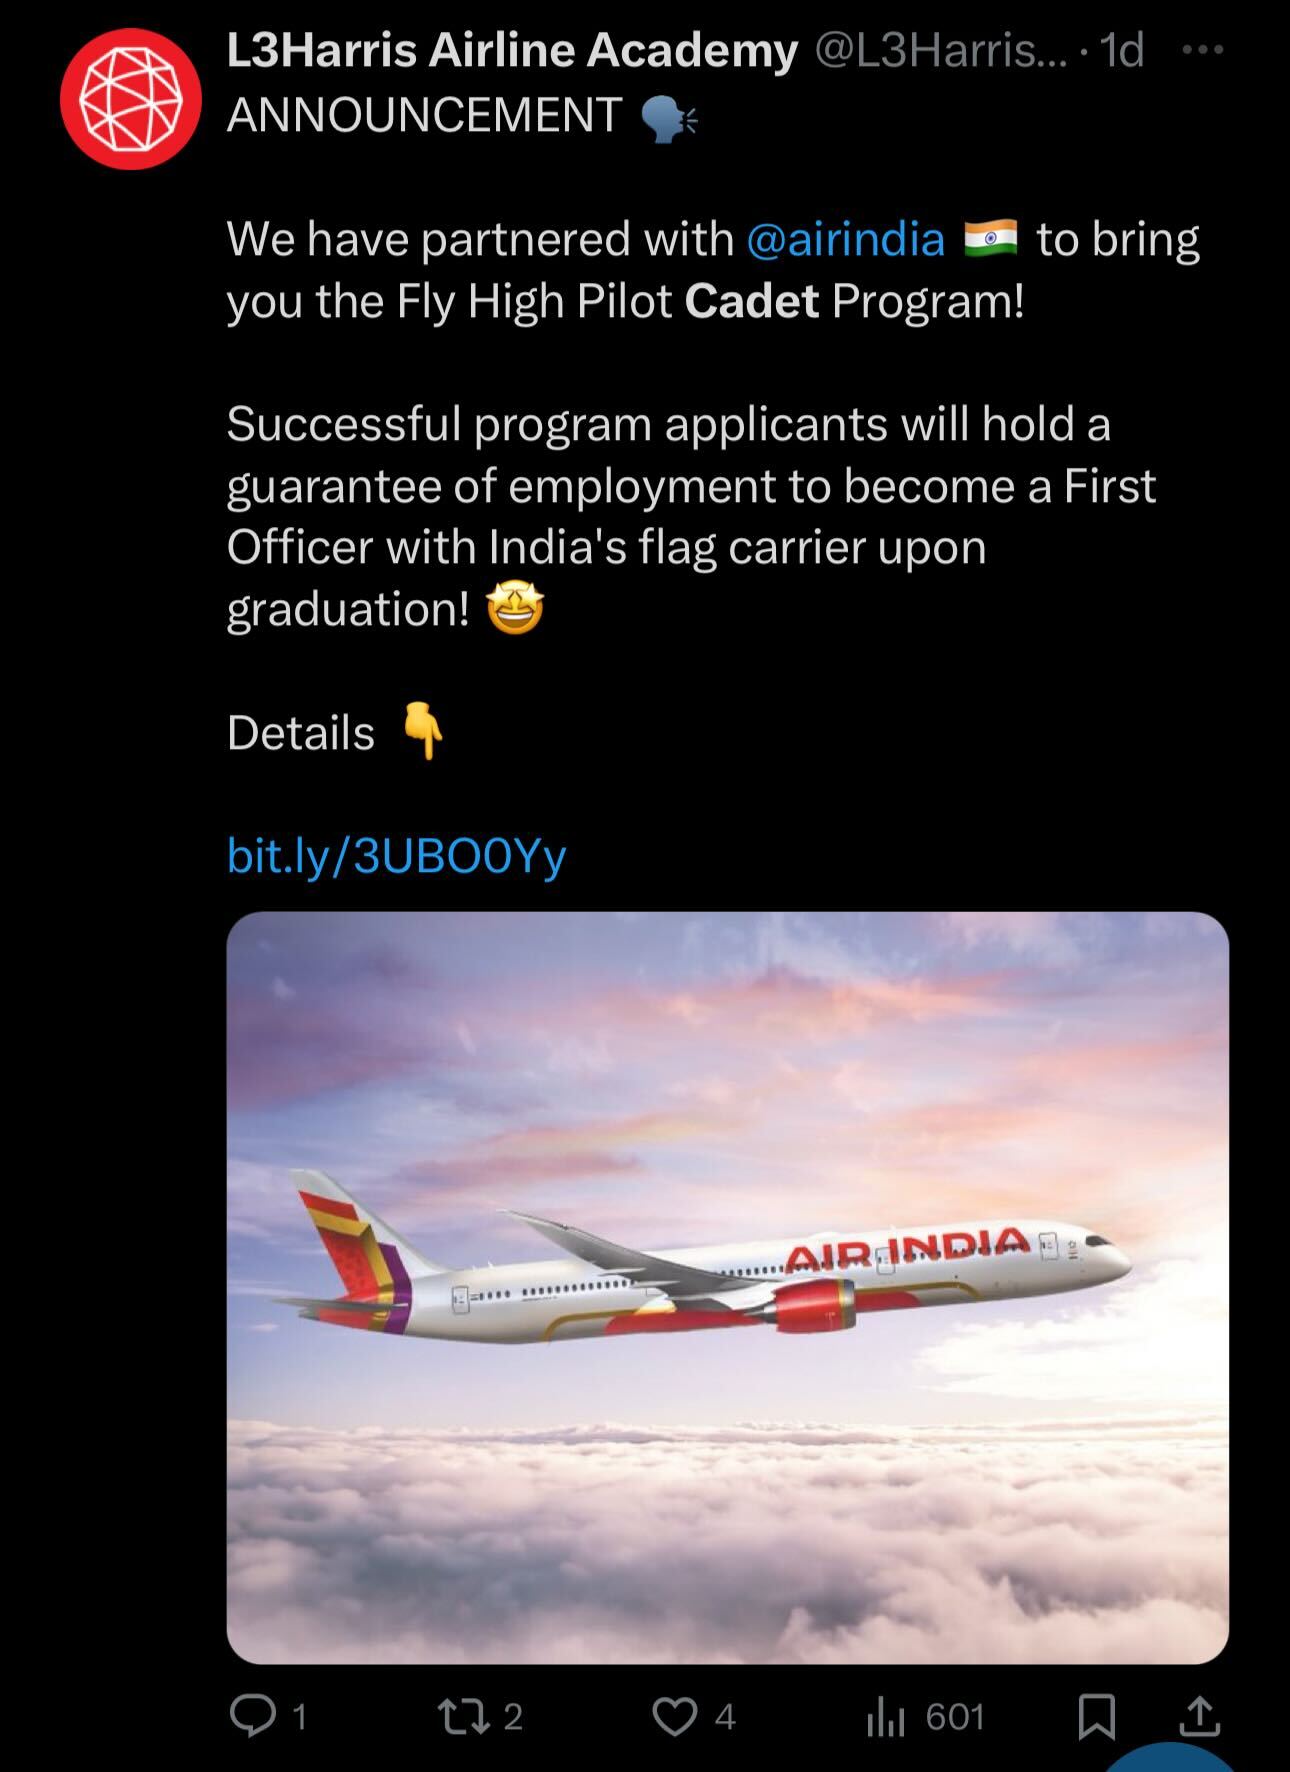 L3Harris Airline Academy @L3Harris... · 1d
ANNOUNCEMENT 🗣️
We have partnered with @airindia 🇮🇳 to bring
you the Fly High Pilot Cadet Program!
Successful program applicants will hold a
guarantee of employment to become a First
Officer with India's flag carrier upon
graduation! 🤩
Details 👇
bit.ly/3UBO0Yy
AIR INDIA
1 2 4 601